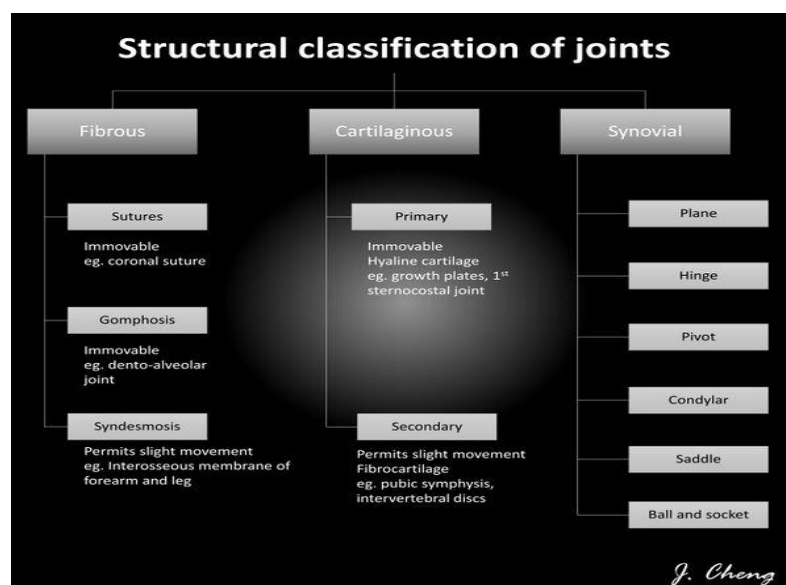 Structural classification of joints
Fibrous
Sutures
Immovable
eg. coronal suture
Gomphosis
Immovable
eg. dento-alveolar
joint
Syndesmosis
Permits slight movement
eg. Interosseous membrane of
forearm and leg
Cartilaginous
Primary
Immovable
Hyaline cartilage
eg. growth plates, 1st
sternocostal joint
Secondary
Permits slight movement
Fibrocartilage
eg. pubic symphysis,
intervertebral discs
Synovial
Plane
Hinge
Pivot
Condylar
Saddle
Ball and socket
J. Cheng